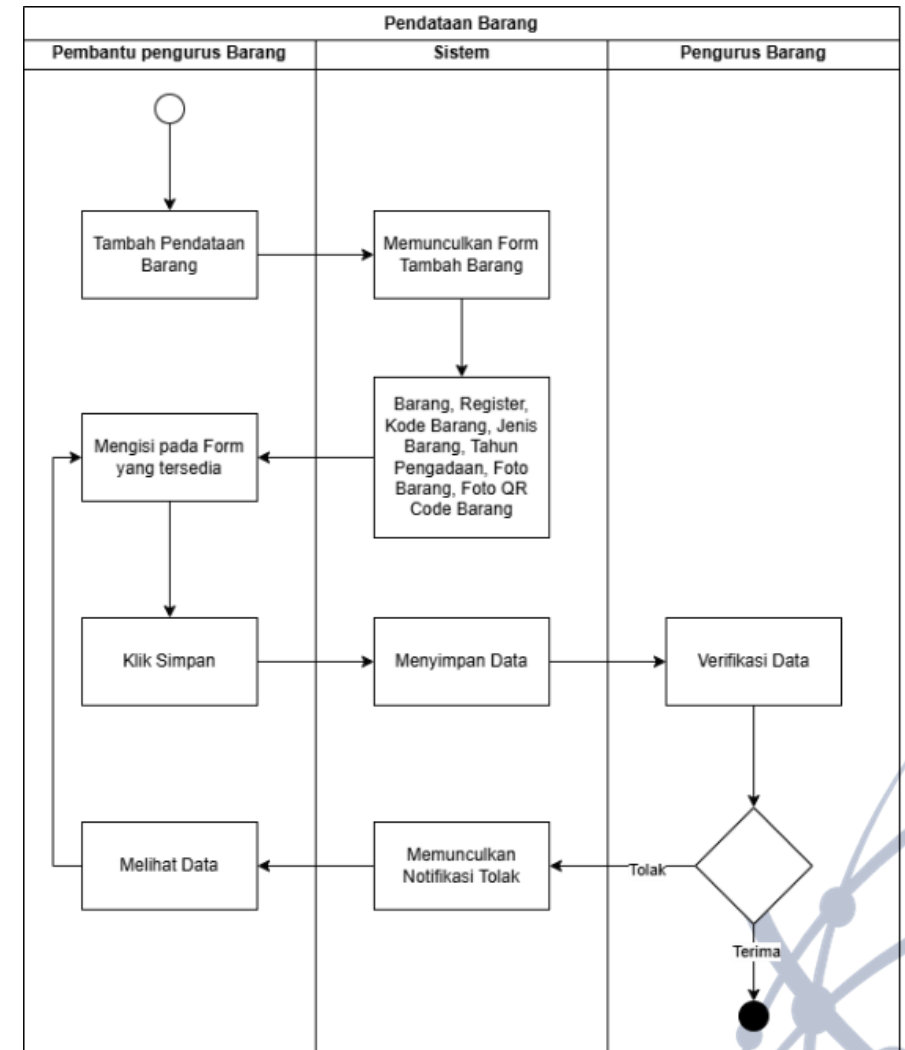 Pendataan Barang
Pembantu pengurus Barang
Sistem
Pengurus Barang
Tambah Pendataan
Barang
Memunculkan Form
Tambah Barang
Barang, Register,
Kode Barang, Jenis
Barang, Tahun
Pengadaan, Foto
Barang, Foto QR
Code Barang
Mengisi pada Form
yang tersedia
Klik Simpan
Menyimpan Data
Verifikasi Data
Melihat Data
Memunculkan
Notifikasi Tolak
Tolak
Terima